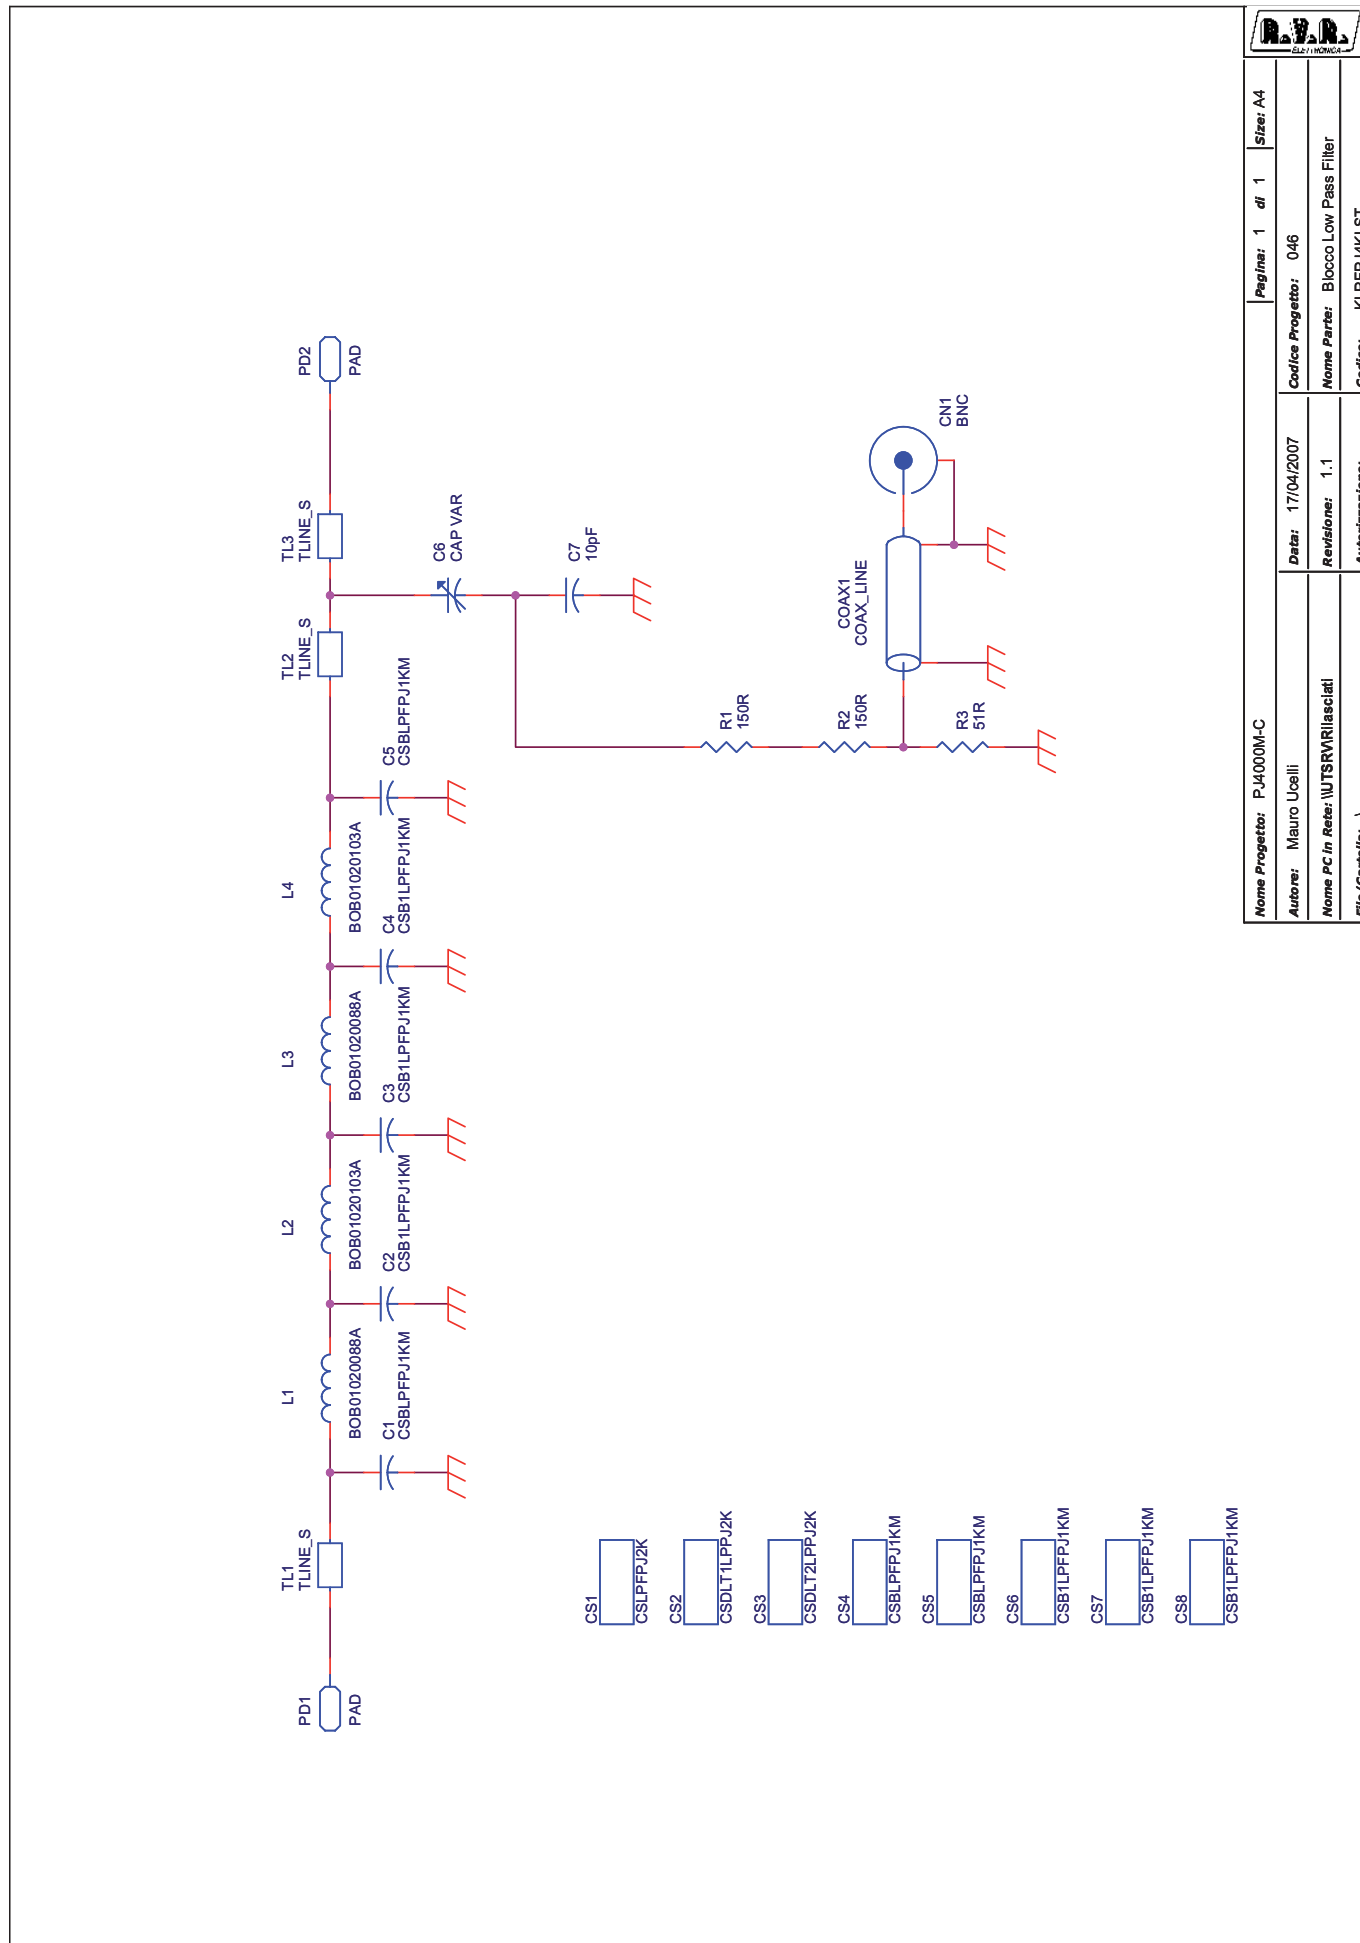 PD1
PAD
TL1
TLINE_S
C1
CSBLPFPJ1KM
L1
BOB01020088A
C2
CSB1LPFPJ1KM
L2
BOB01020103A
C3
CSB1LPFPJ1KM
L3
BOB01020088A
C4
CSB1LPFPJ1KM
L4
BOB01020103A
C5
CSBLPFPJ1KM
TL2
TLINE_S
TL3
TLINE_S
PD2
PAD
C6
CAP VAR
C7
10pF
R1
150R
R2
150R
R3
51R
COAX1
COAX_LINE
CN1
BNC
CS1
CSLPFPJ2K
CS2
CSDLT1LPPJ2K
CS3
CSDLT2LPPJ2K
CS4
CSBLPFPJ1KM
CS5
CSBLPFPJ1KM
CS6
CSB1LPFPJ1KM
CS7
CSB1LPFPJ1KM
CS8
CSB1LPFPJ1KM
Nome Progetto: PJ4000M-C
Pagina: 1 di 1
Size: A4
Autore: Mauro Ucelli
Data: 17/04/2007
Codice Progetto: 046
Nome PC in Rete: \\UTSRV\Rilasciati
Revisione: 1.1
Nome Parte: Blocco Low Pass Filter
R.V.R.
ELETTRONICA